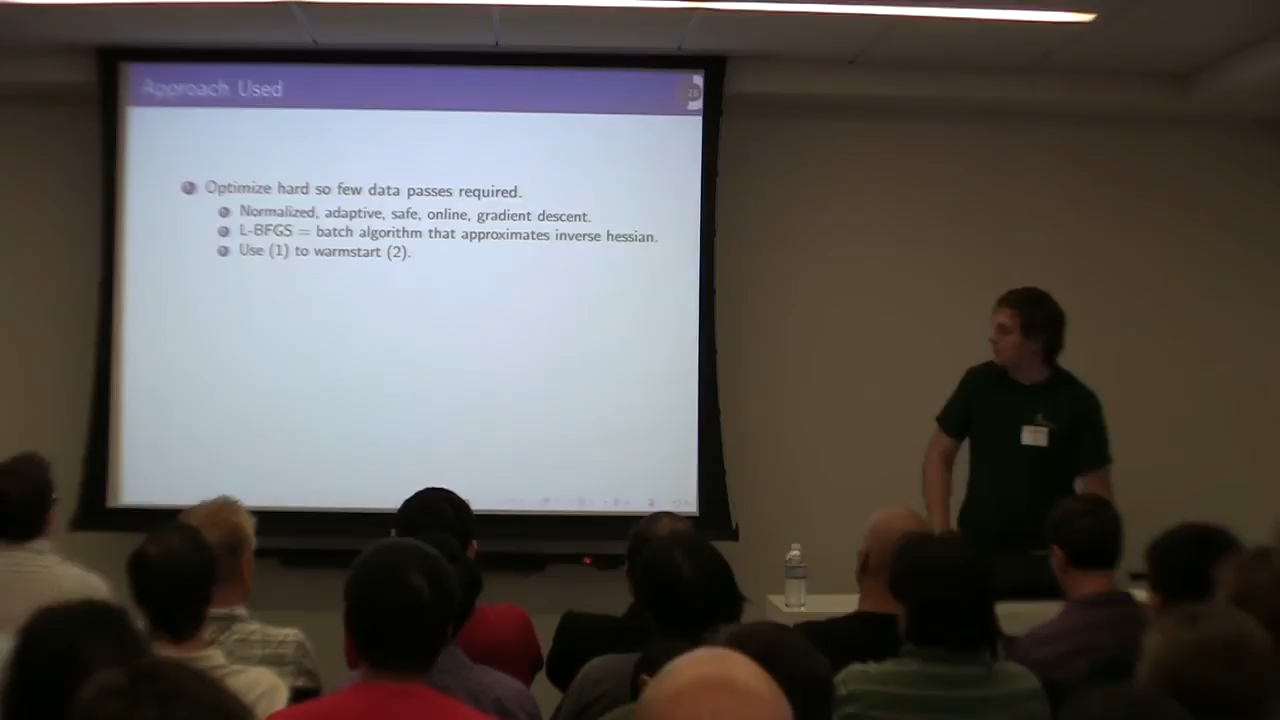 Approach Used
Optimize hard so few data passes required.
Normalized, adaptive, safe, online, gradient descent.
L-BFGS = batch algorithm that approximates inverse hessian.
Use (1) to warmstart (2).